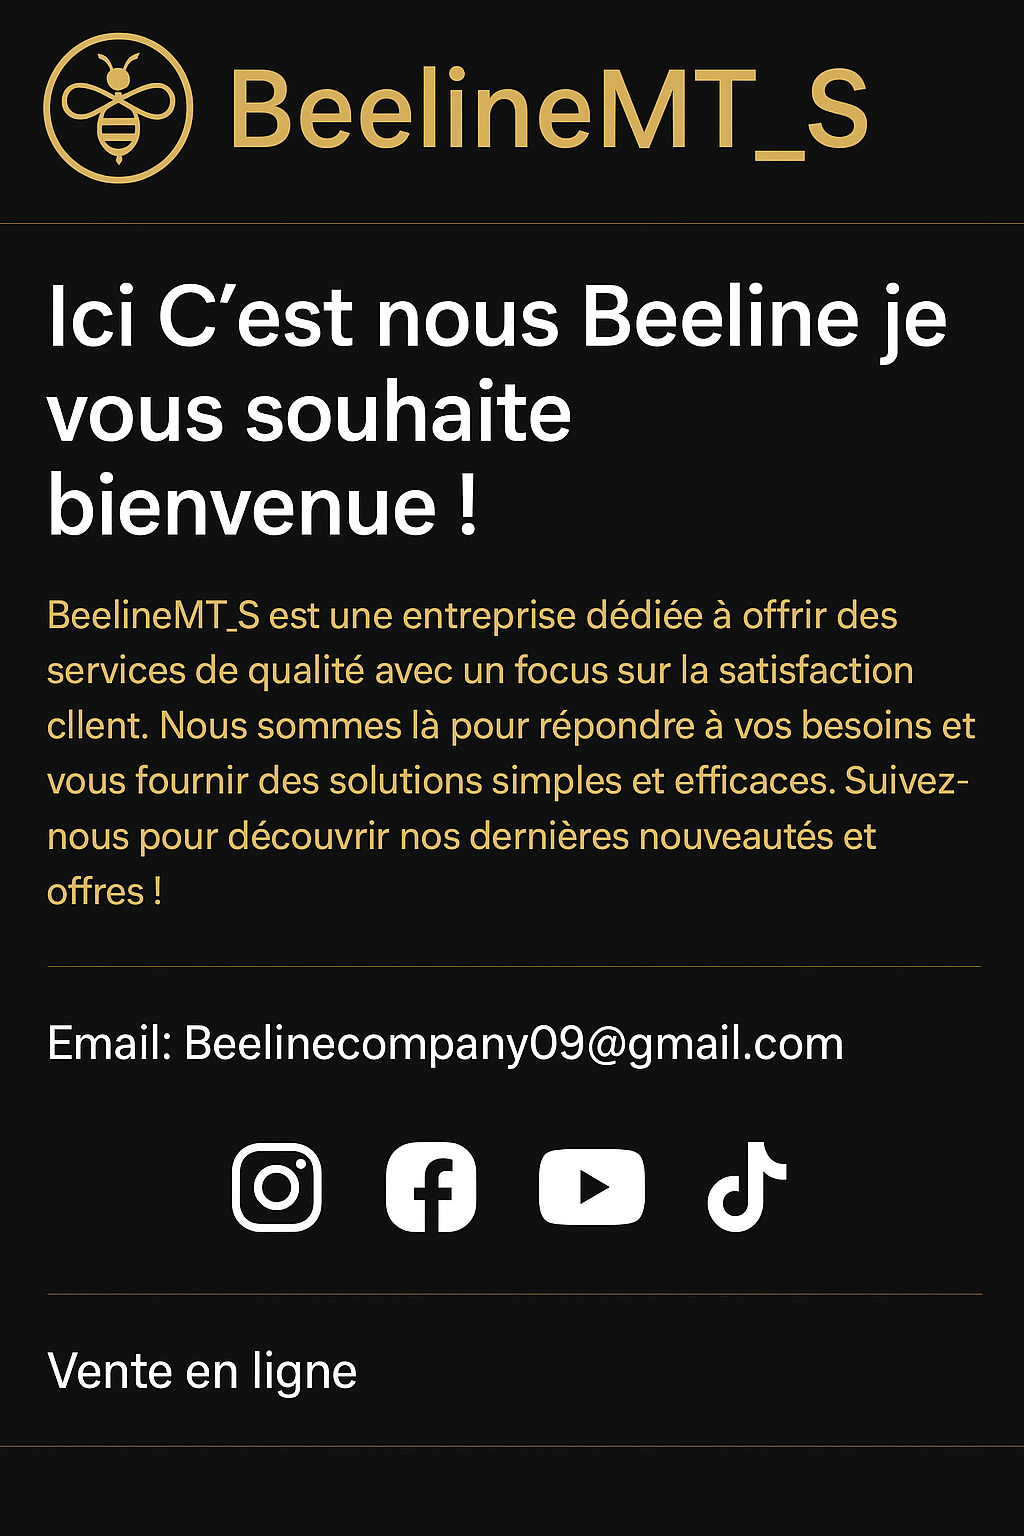 BeelineMT_S
Ici C’est nous Beeline je
vous souhaite
bienvenue !
BeelineMT_S est une entreprise dédiée à offrir des
services de qualité avec un focus sur la satisfaction
cllent. Nous sommes là pour répondre à vos besoins et
vous fournir des solutions simples et efficaces. Suivez-
nous pour découvrir nos dernières nouveautés et
offres !
Email: Beelinecompany09@gmail.com
Vente en ligne